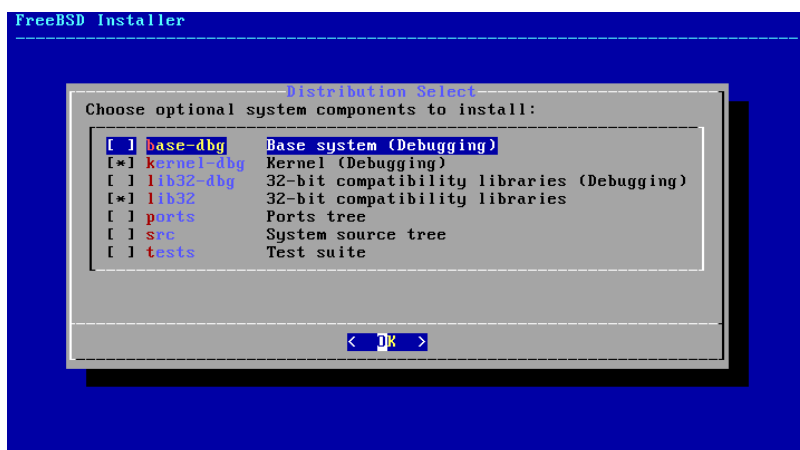 FreeBSD Installer
Distribution Select
Choose optional system components to install:
[ ] base-dbg Base system (Debugging)
[*] kernel-dbg Kernel (Debugging)
[ ] lib32-dbg 32-bit compatibility libraries (Debugging)
[*] lib32 32-bit compatibility libraries
[ ] ports Ports tree
[ ] src System source tree
[ ] tests Test suite
< OK >